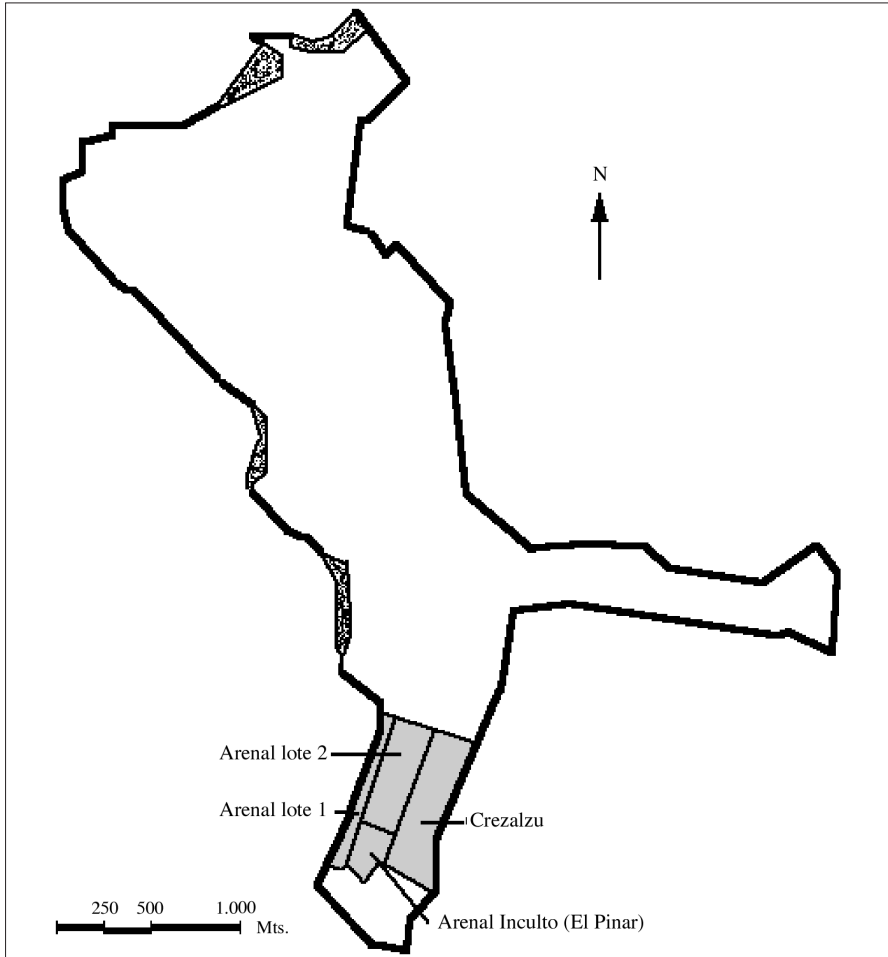 N
Arenal lote 2
Arenal lote 1
Crezalzu
Arenal Inculto (El Pinar)
250 500 1.000
Mts.